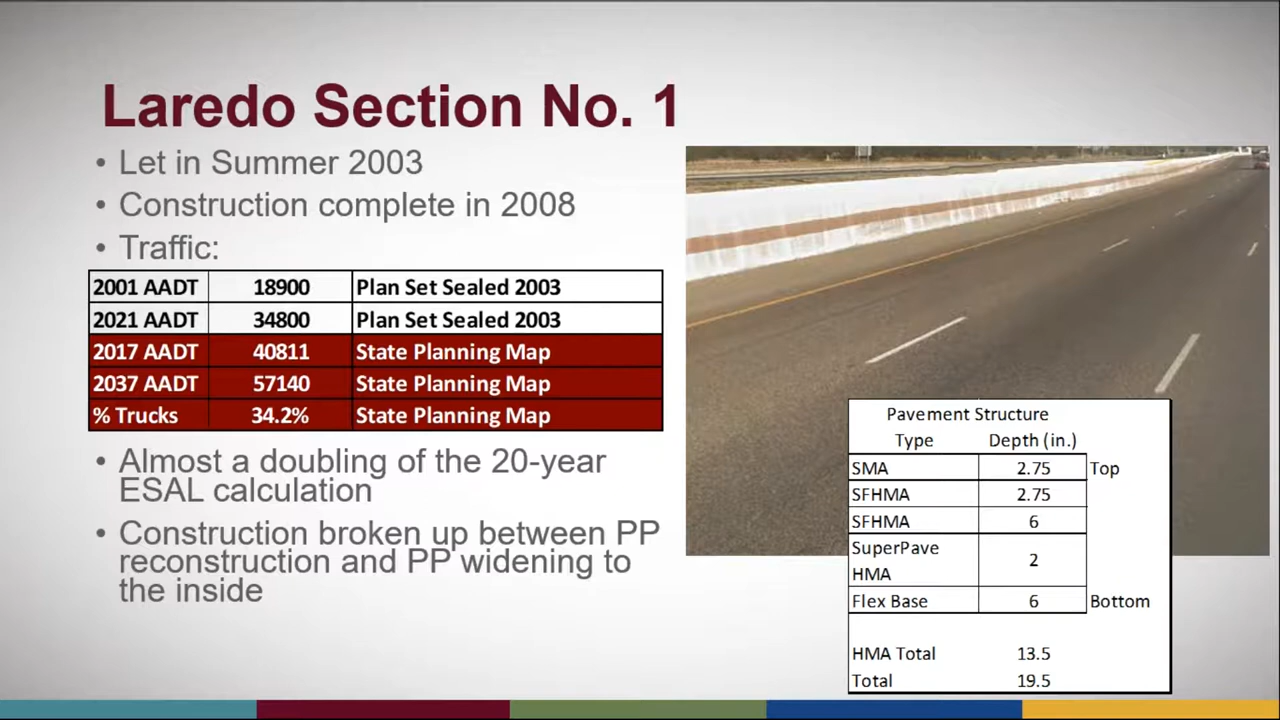 Laredo Section No. 1
• Let in Summer 2003
• Construction complete in 2008
• Traffic:
2001 AADT 18900 Plan Set Sealed 2003
2021 AADT 34800 Plan Set Sealed 2003
2017 AADT 40811 State Planning Map
2037 AADT 57140 State Planning Map
% Trucks 34.2% State Planning Map
• Almost a doubling of the 20-year
ESAL calculation
• Construction broken up between PP
reconstruction and PP widening to
the inside
Pavement Structure
Type Depth (in.)
SMA 2.75 Top
SFHMA 2.75
SFHMA 6
SuperPave
HMA 2
Flex Base 6 Bottom
HMA Total 13.5
Total 19.5